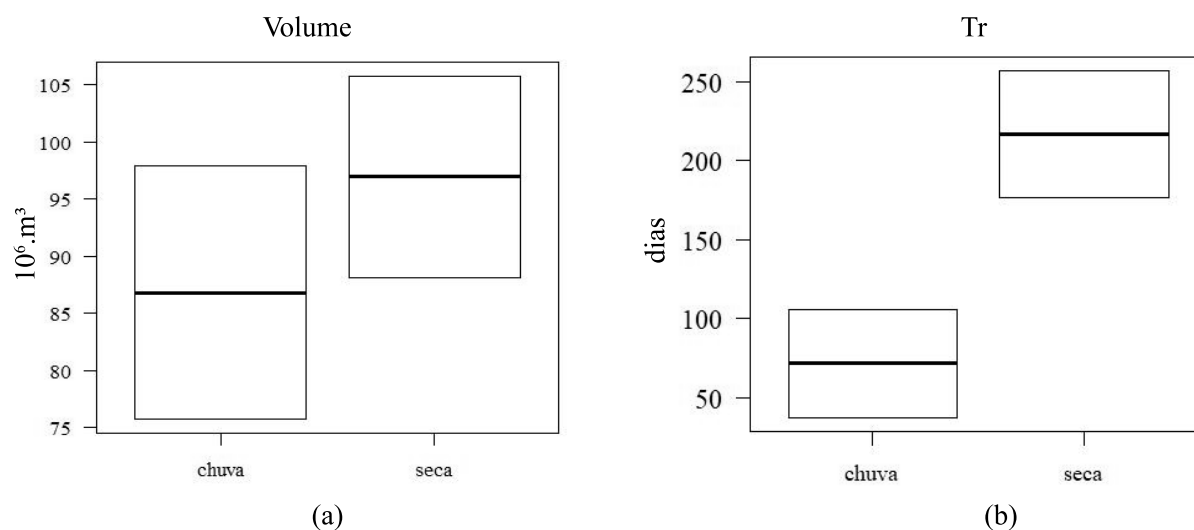 Volume
105
100
95
90
85
80
75
10⁶.m³
chuva
seca
(a)
Tr
250
200
150
100
50
dias
chuva
seca
(b)